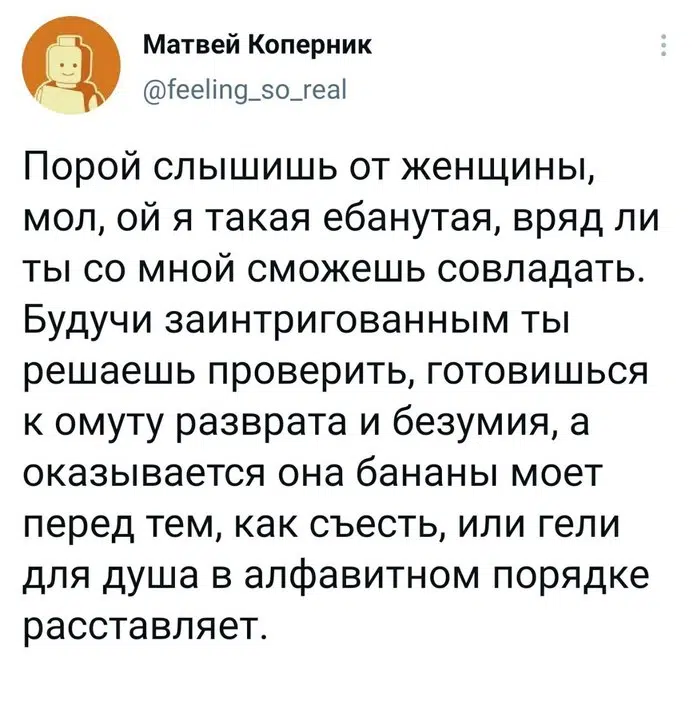 Матвей Коперник
@feeling_so_real
Порой слышишь от женщины,
мол, ой я такая ебанутая, вряд ли
ты со мной сможешь совладать.
Будучи заинтригованным ты
решаешь проверить, готовишься
к омуту разврата и безумия, а
оказывается она бананы моет
перед тем, как съесть, или гели
для душа в алфавитном порядке
расставляет.